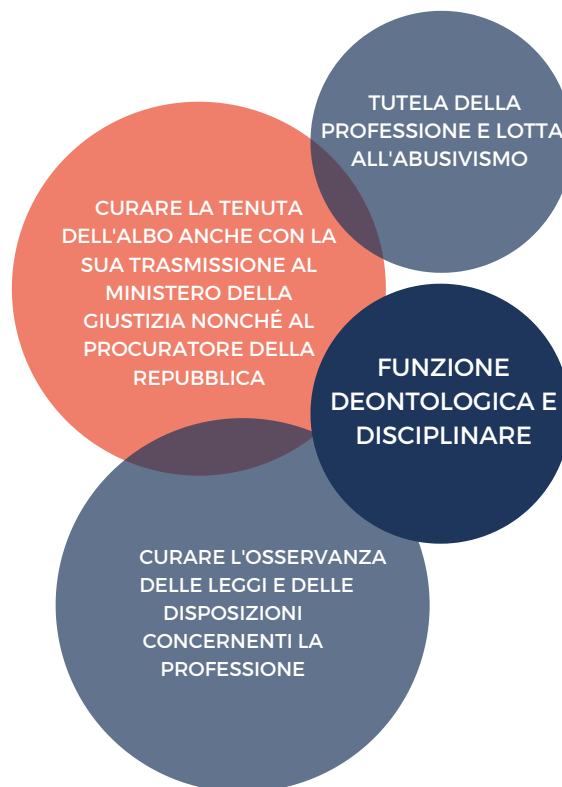 TUTELA DELLA
PROFESSIONE E LOTTA
ALL'ABUSIVISMO
CURARE LA TENUTA
DELL'ALBO ANCHE CON LA
SUA TRASMISSIONE AL
MINISTERO DELLA
GIUSTIZIA NONCHÉ AL
PROCURATORE DELLA
REPUBBLICA
FUNZIONE
DEONTOLOGICA E
DISCIPLINARE
CURARE L'OSSERVANZA
DELLE LEGGI E DELLE
DISPOSIZIONI
CONCERNENTI LA
PROFESSIONE